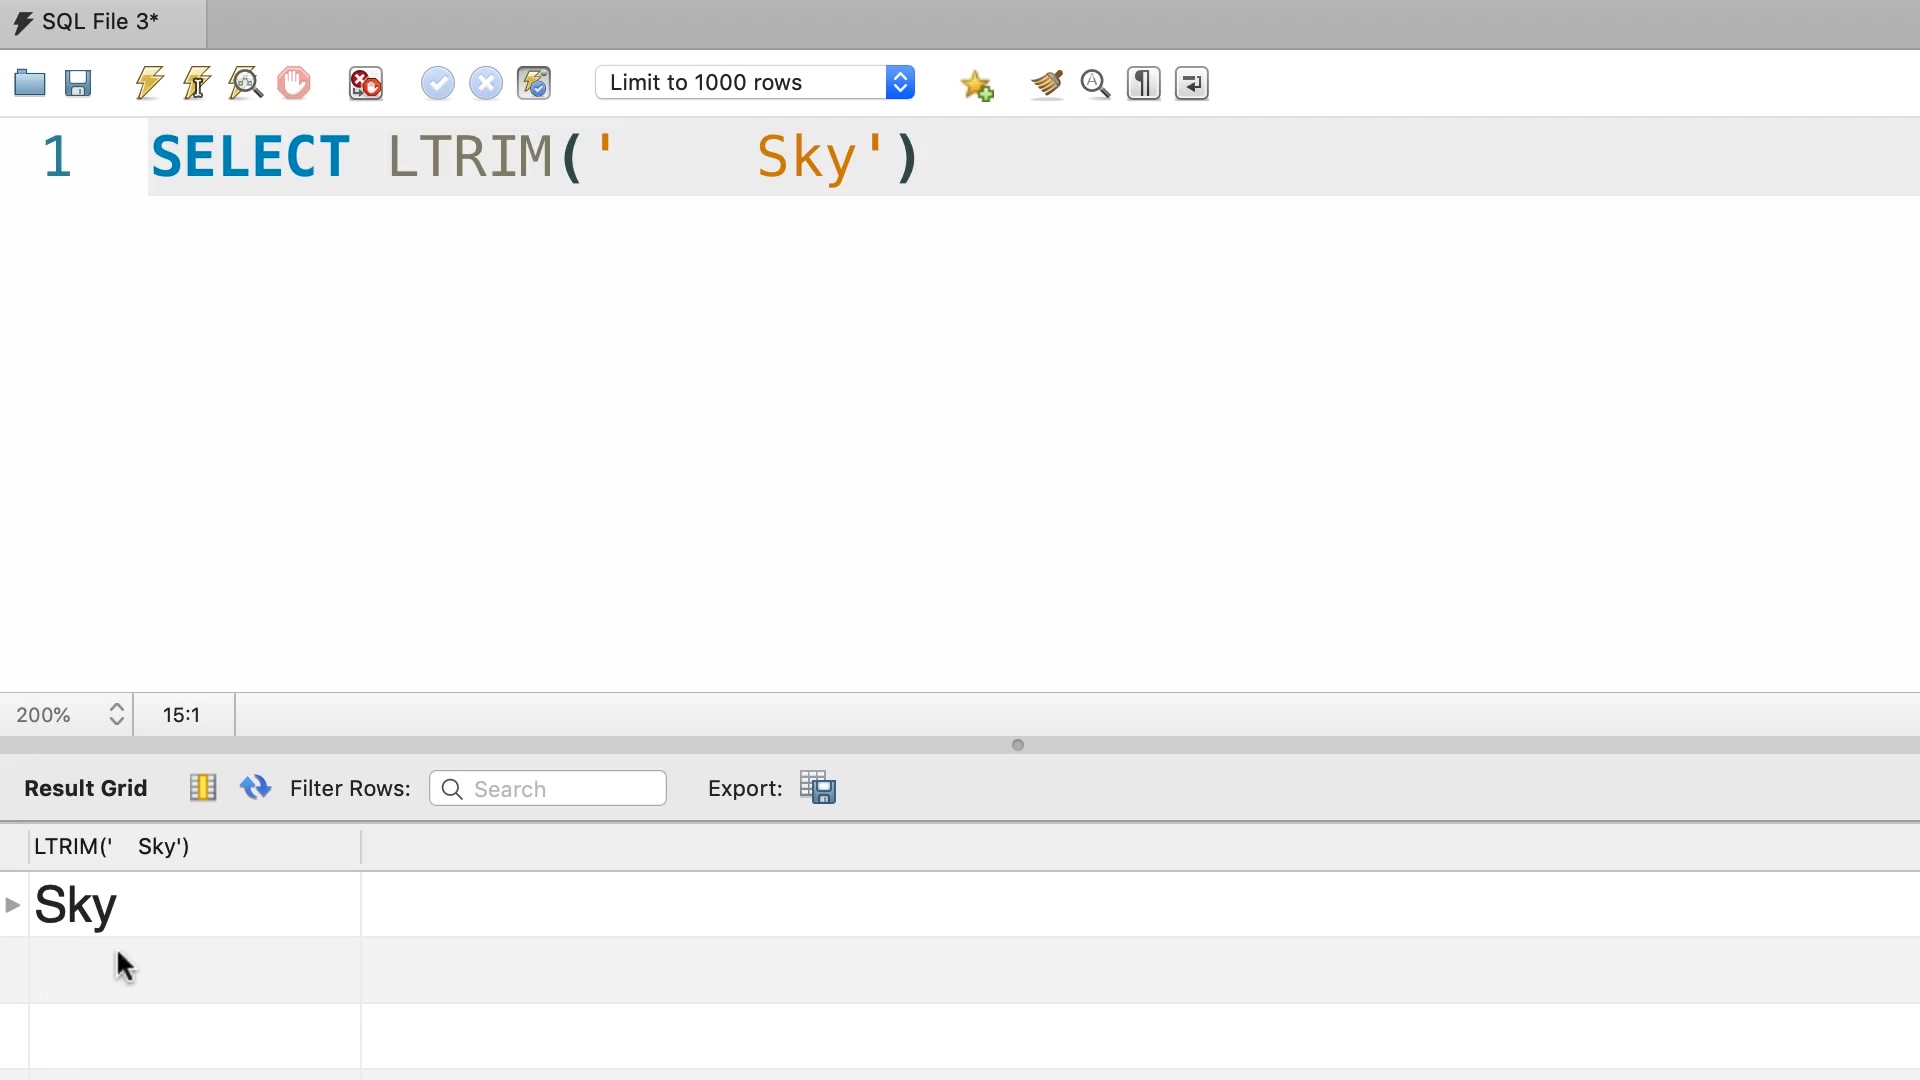 SQL File 3*
Limit to 1000 rows
1 SELECT LTRIM('    Sky')
200% 15:1
Result Grid Filter Rows: Search Export:
LTRIM('    Sky')
Sky